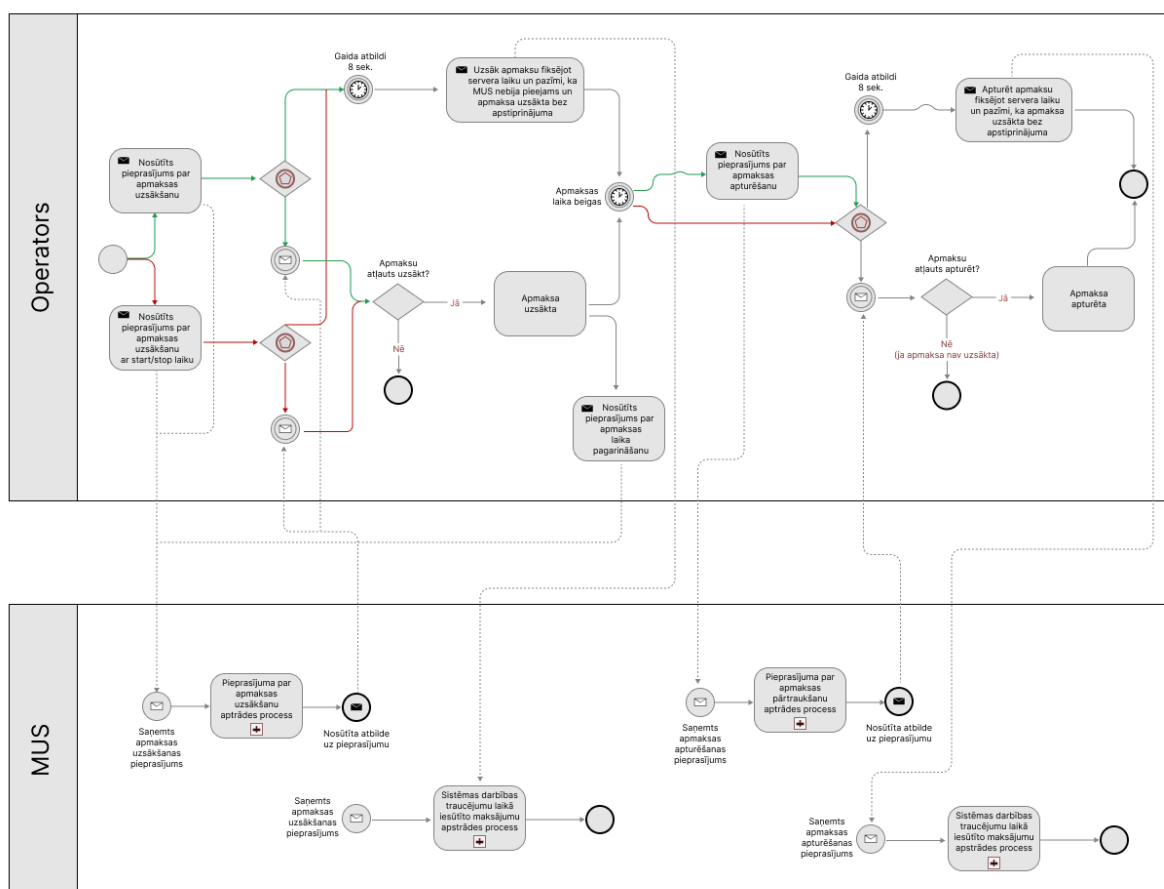 Operators
Gaida atbildi
8 sek.
Uzsāk apmaksu fiksējot
servera laiku un pazīmi, ka
MUS nebija pieejams un
apmaksa uzsākta bez
apstiprinājuma
Gaida atbildi
8 sek.
Apturēt apmaksu
fiksējot servera laiku
un pazīmi, ka apmaksa
uzsākta bez
apstiprinājuma
Nosūtīts
pieprasījums par
apmaksas
uzsākšanu
Nosūtīts
pieprasījums par
apmaksas
apturēšanu
Apmaksas
laika beigas
Apmaksu
atļauts uzsākt?
Jā
Nē
Apmaksa
uzsākta
Apmaksu
atļauts apturēt?
Jā
Nē
(ja apmaksa nav uzsākta)
Apmaksa
apturēta
Nosūtīts
pieprasījums par
apmaksas
uzsākšanu
ar start/stop laiku
Nosūtīts
pieprasījums par
apmaksas
laika
pagarināšanu
MUS
Saņemts
apmaksas
uzsākšanas
pieprasījums
Pieprasījuma par
apmaksas
uzsākšanu
aptrādes process
Nosūtīta atbilde
uz pieprasījumu
Saņemts
apmaksas
apturēšanas
pieprasījums
Pieprasījuma par
apmaksas
pārtraukšanu
aptrādes process
Nosūtīta atbilde
uz pieprasījumu
Saņemts
apmaksas
uzsākšanas
pieprasījums
Sistēmas darbības
traucējumu laikā
iesūtīto maksājumu
apstrādes process
Saņemts
apmaksas
apturēšanas
pieprasījums
Sistēmas darbības
traucējumu laikā
iesūtīto maksājumu
apstrādes process